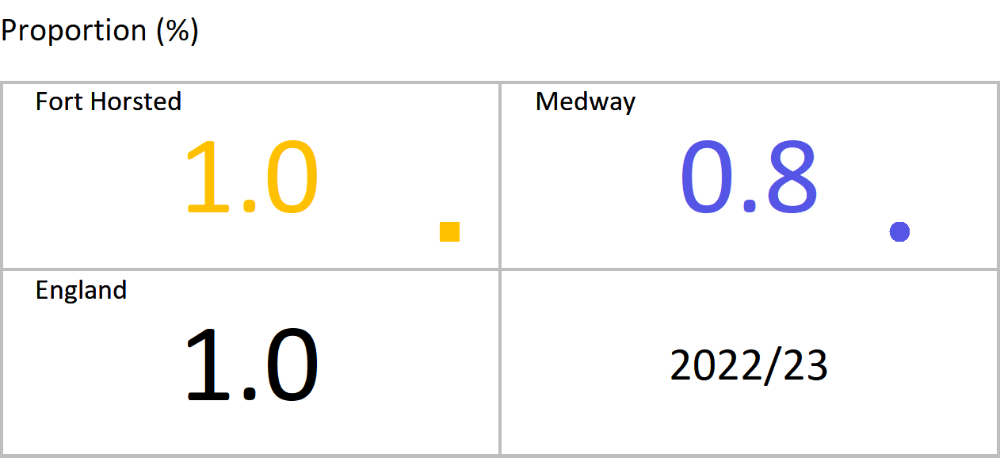 Proportion (%)
Fort Horsted
1.0
Medway
0.8
England
1.0
2022/23